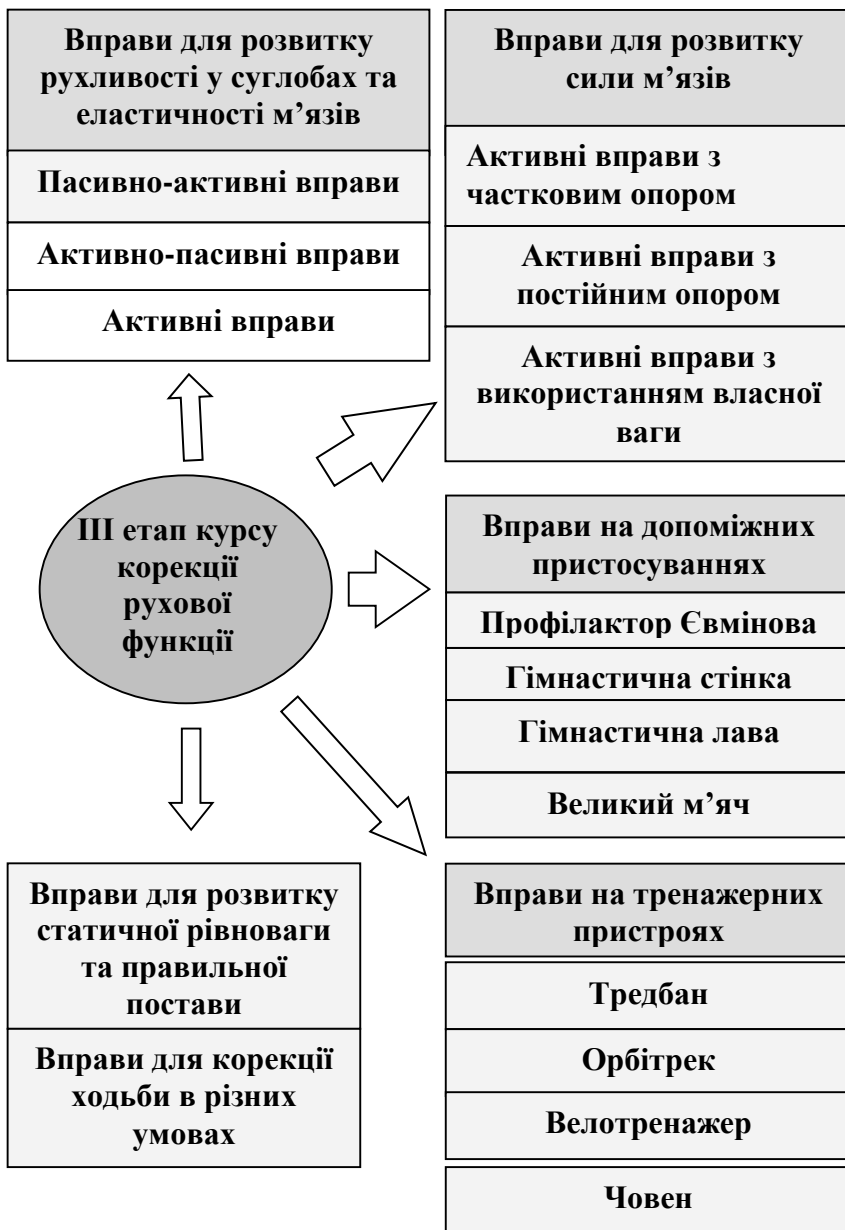 Вправи для розвитку
рухливості у суглобах та
еластичності м’язів
Пасивно-активні вправи
Активно-пасивні вправи
Активні вправи
Вправи для розвитку
сили м’язів
Активні вправи з
частковим опором
Активні вправи з
постійним опором
Активні вправи з
використанням власної
ваги
ІІІ етап курсу
корекції
рухової
функції
Вправи на допоміжних
пристосуваннях
Профілактор Євмінова
Гімнастична стінка
Гімнастична лава
Великий м’яч
Вправи для розвитку
статичної рівноваги
та правильної
постави
Вправи для корекції
ходьби в різних
умовах
Вправи на тренажерних
пристроях
Тредбан
Орбітрек
Велотренажер
Човен